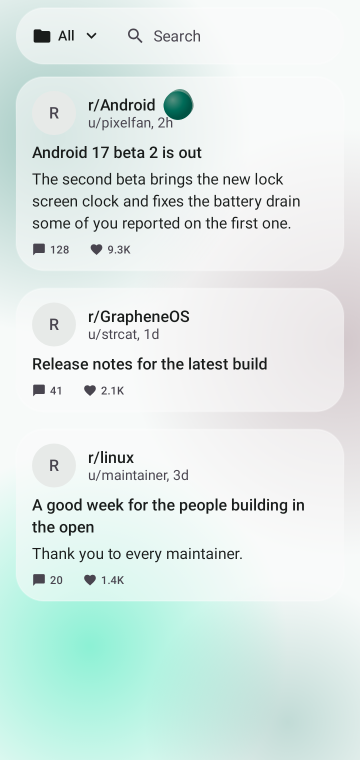 All
Search
R
r/Android
u/pixelfan, 2h
Android 17 beta 2 is out
The second beta brings the new lock
screen clock and fixes the battery drain
some of you reported on the first one.
128 9.3K
R
r/GrapheneOS
u/strcat, 1d
Release notes for the latest build
41 2.1K
R
r/linux
u/maintainer, 3d
A good week for the people building in
the open
Thank you to every maintainer.
20 1.4K